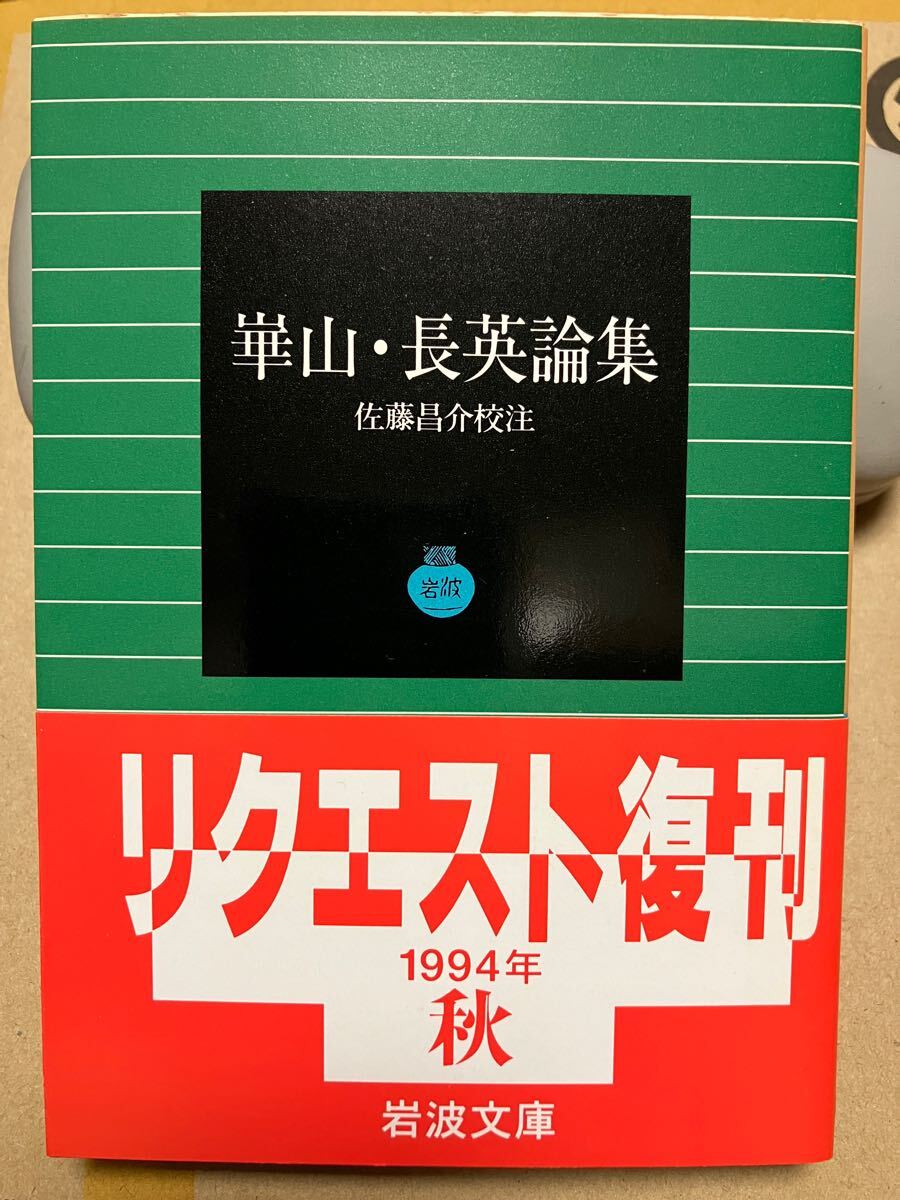 崋山・長英論集
佐藤昌介校注
岩波
リクエスト復刊
1994年
秋
岩波文庫